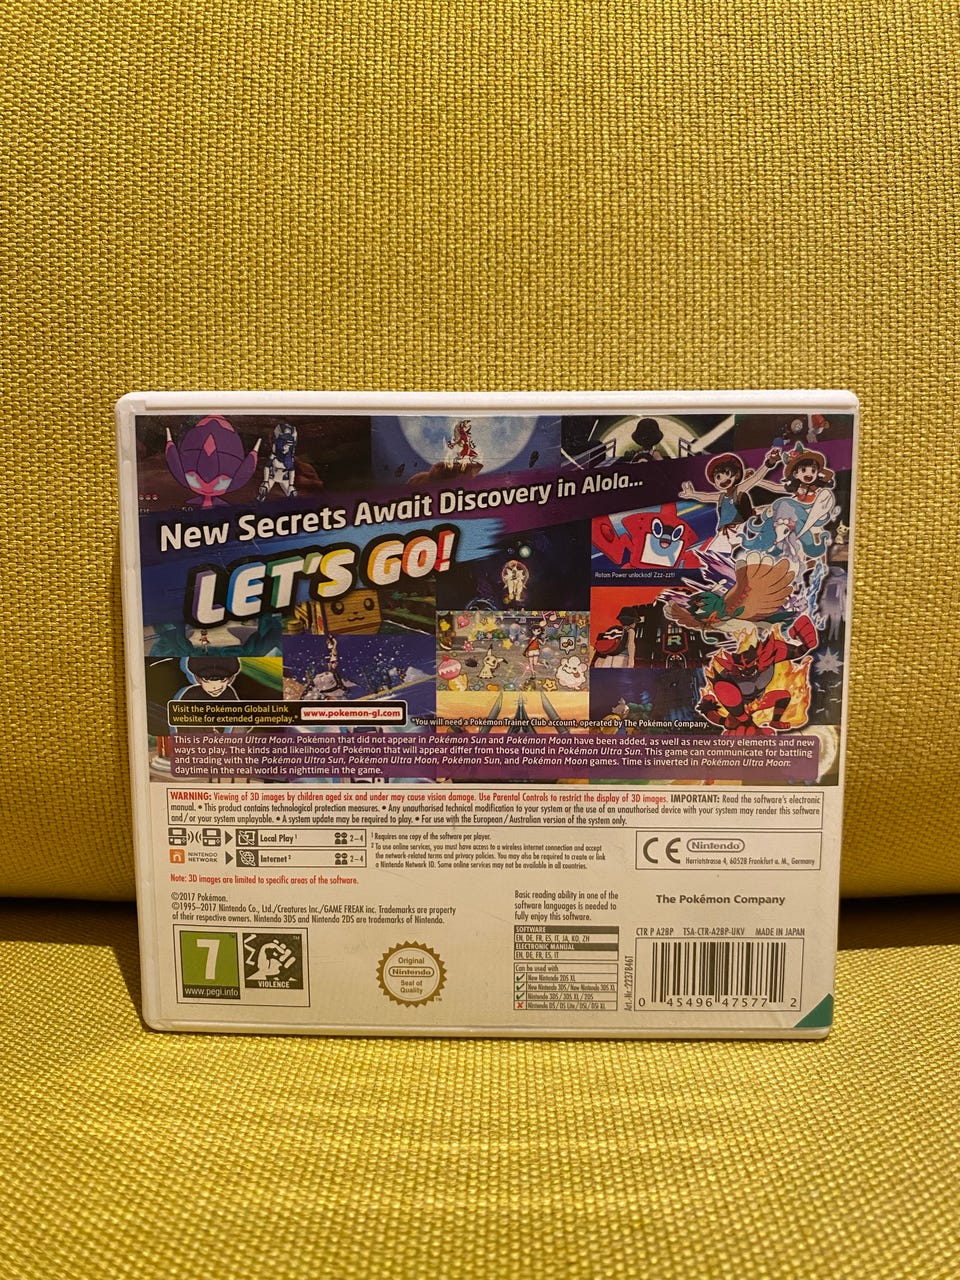 New Secrets Await Discovery in Alola...
LET'S GO!
Rotom Power unlocked! Zzz-zzt!
R
Visit the Pokémon Global Link
website for extended gameplay.*
www.pokemon-gl.com
*You will need a Pokémon Trainer Club account, operated by The Pokémon Company.
This is Pokémon Ultra Moon. Pokémon that did not appear in Pokémon Sun and Pokémon Moon have been added, as well as new story elements and new
ways to play. The kinds and likelihood of Pokémon that will appear differ from those found in Pokémon Ultra Sun. This game can communicate for battling
and trading with the Pokémon Ultra Sun, Pokémon Ultra Moon, Pokémon Sun, and Pokémon Moon games. Time is inverted in Pokémon Ultra Moon:
daytime in the real world is nighttime in the game.
WARNING: Viewing of 3D images by children aged six and under may cause vision damage. Use Parental Controls to restrict the display of 3D images. IMPORTANT: Read the software's electronic
manual. • This product contains technological protection measures. • Any unauthorised technical modification to your system or the use of an unauthorised device with your system may render this software
and/or your system unplayable. • A system update may be required to play. • For use with the European/Australian version of the system only.
Local Play 1
2–4
NINTENDO
NETWORK
Internet 2
2–4
1 Requires one copy of the software per player.
2 To use online services, you must have access to a wireless internet connection and accept
the network-related terms and privacy policies. You may also be required to create or link
a Nintendo Network ID. Some online services may not be available in all countries.
CE
Nintendo
Herriotstrasse 4, 60528 Frankfurt a. M., Germany
Note: 3D images are limited to specific areas of the software.
©2017 Pokémon.
©1995–2017 Nintendo Co., Ltd./Creatures Inc./GAME FREAK inc. Trademarks are property
of their respective owners. Nintendo 3DS and Nintendo 2DS are trademarks of Nintendo.
Basic reading ability in one of the
software languages is needed to
fully enjoy this software.
The Pokémon Company
SOFTWARE
EN, DE, FR, ES, IT, JA, KO, ZH
ELECTRONIC MANUAL
EN, DE, FR, ES, IT
Can be used with
New Nintendo 2DS XL
New Nintendo 3DS/New Nintendo 3DS XL
Nintendo 3DS/3DS XL/2DS
Nintendo DS/DS Lite/DSi/DSi XL
7
www.pegi.info
VIOLENCE
Original
Nintendo
Seal of
Quality
TM
CTR P A2BP TSA-CTR-A2BP-UKV MADE IN JAPAN
Art.-Nr.:2237846T
0 45496 47577 2